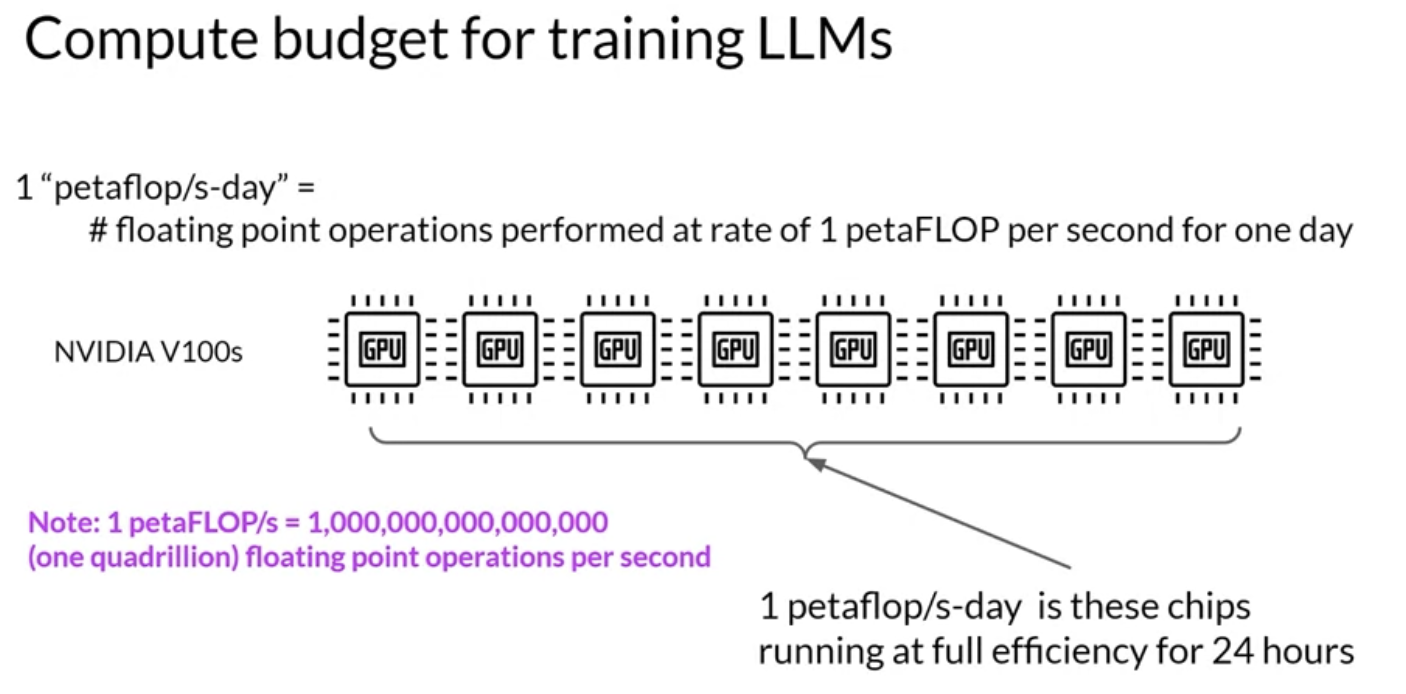 Compute budget for training LLMs
1 “petaflop/s-day” =
# floating point operations performed at rate of 1 petaFLOP per second for one day
NVIDIA V100s
GPU GPU GPU GPU GPU GPU GPU GPU
Note: 1 petaFLOP/s = 1,000,000,000,000,000
(one quadrillion) floating point operations per second
1 petaflop/s-day is these chips
running at full efficiency for 24 hours